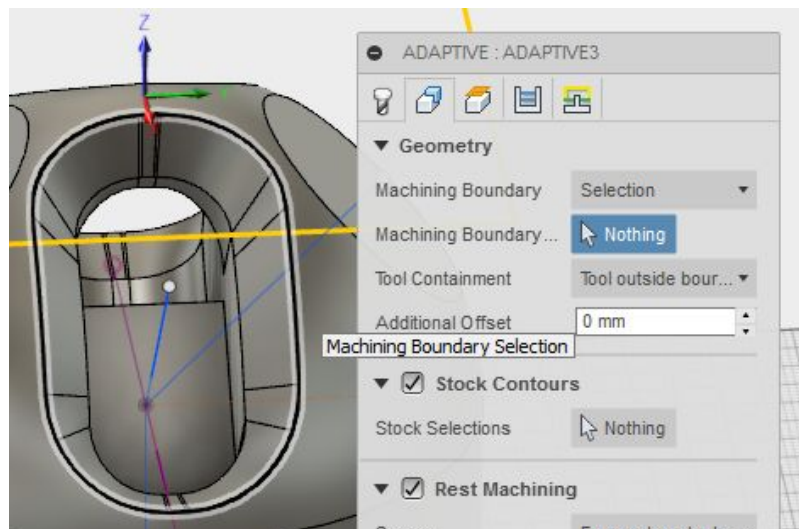 Z
ADAPTIVE : ADAPTIVE3
Geometry
Machining Boundary Selection
Machining Boundary ... Nothing
Tool Containment Tool outside bour...
Additional Offset 0 mm
Machining Boundary Selection
Stock Contours
Stock Selections Nothing
Rest Machining